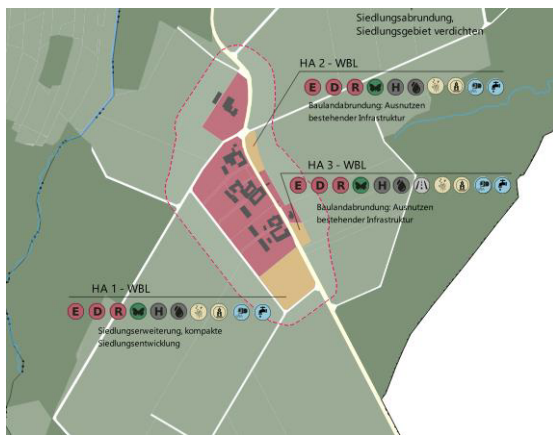 Siedlungsabrundung,
Siedlungsgebiet verdichten
HA 2 - WBL
E D R H
Baulandabrundung: Ausnutzen
bestehender Infrastruktur
HA 3 - WBL
E D R H
Baulandabrundung: Ausnutzen
bestehender Infrastruktur
HA 1 - WBL
E D R H
Siedlungserweiterung, kompakte
Siedlungsentwicklung